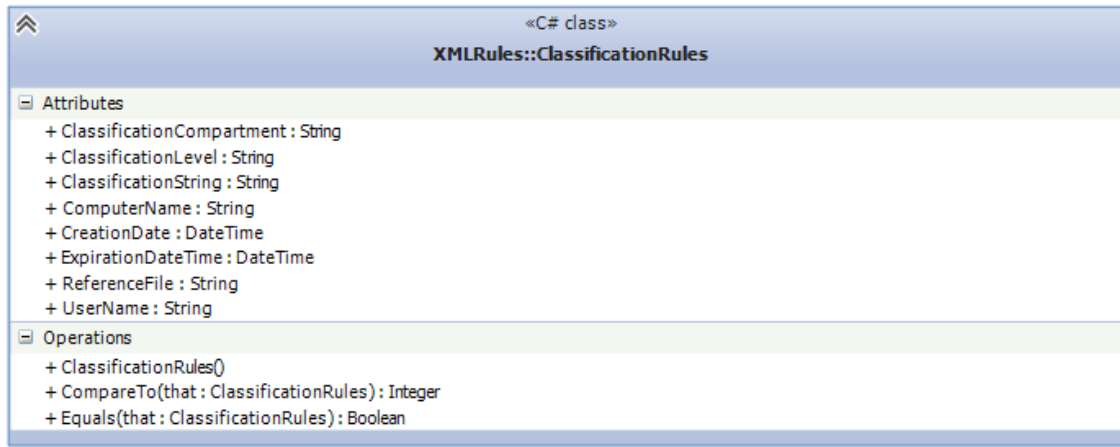 «C# class»
XMLRules::ClassificationRules
Attributes
+ ClassificationCompartment : String
+ ClassificationLevel : String
+ ClassificationString : String
+ ComputerName : String
+ CreationDate : DateTime
+ ExpirationDateTime : DateTime
+ ReferenceFile : String
+ UserName : String
Operations
+ ClassificationRules()
+ CompareTo(that : ClassificationRules) : Integer
+ Equals(that : ClassificationRules) : Boolean